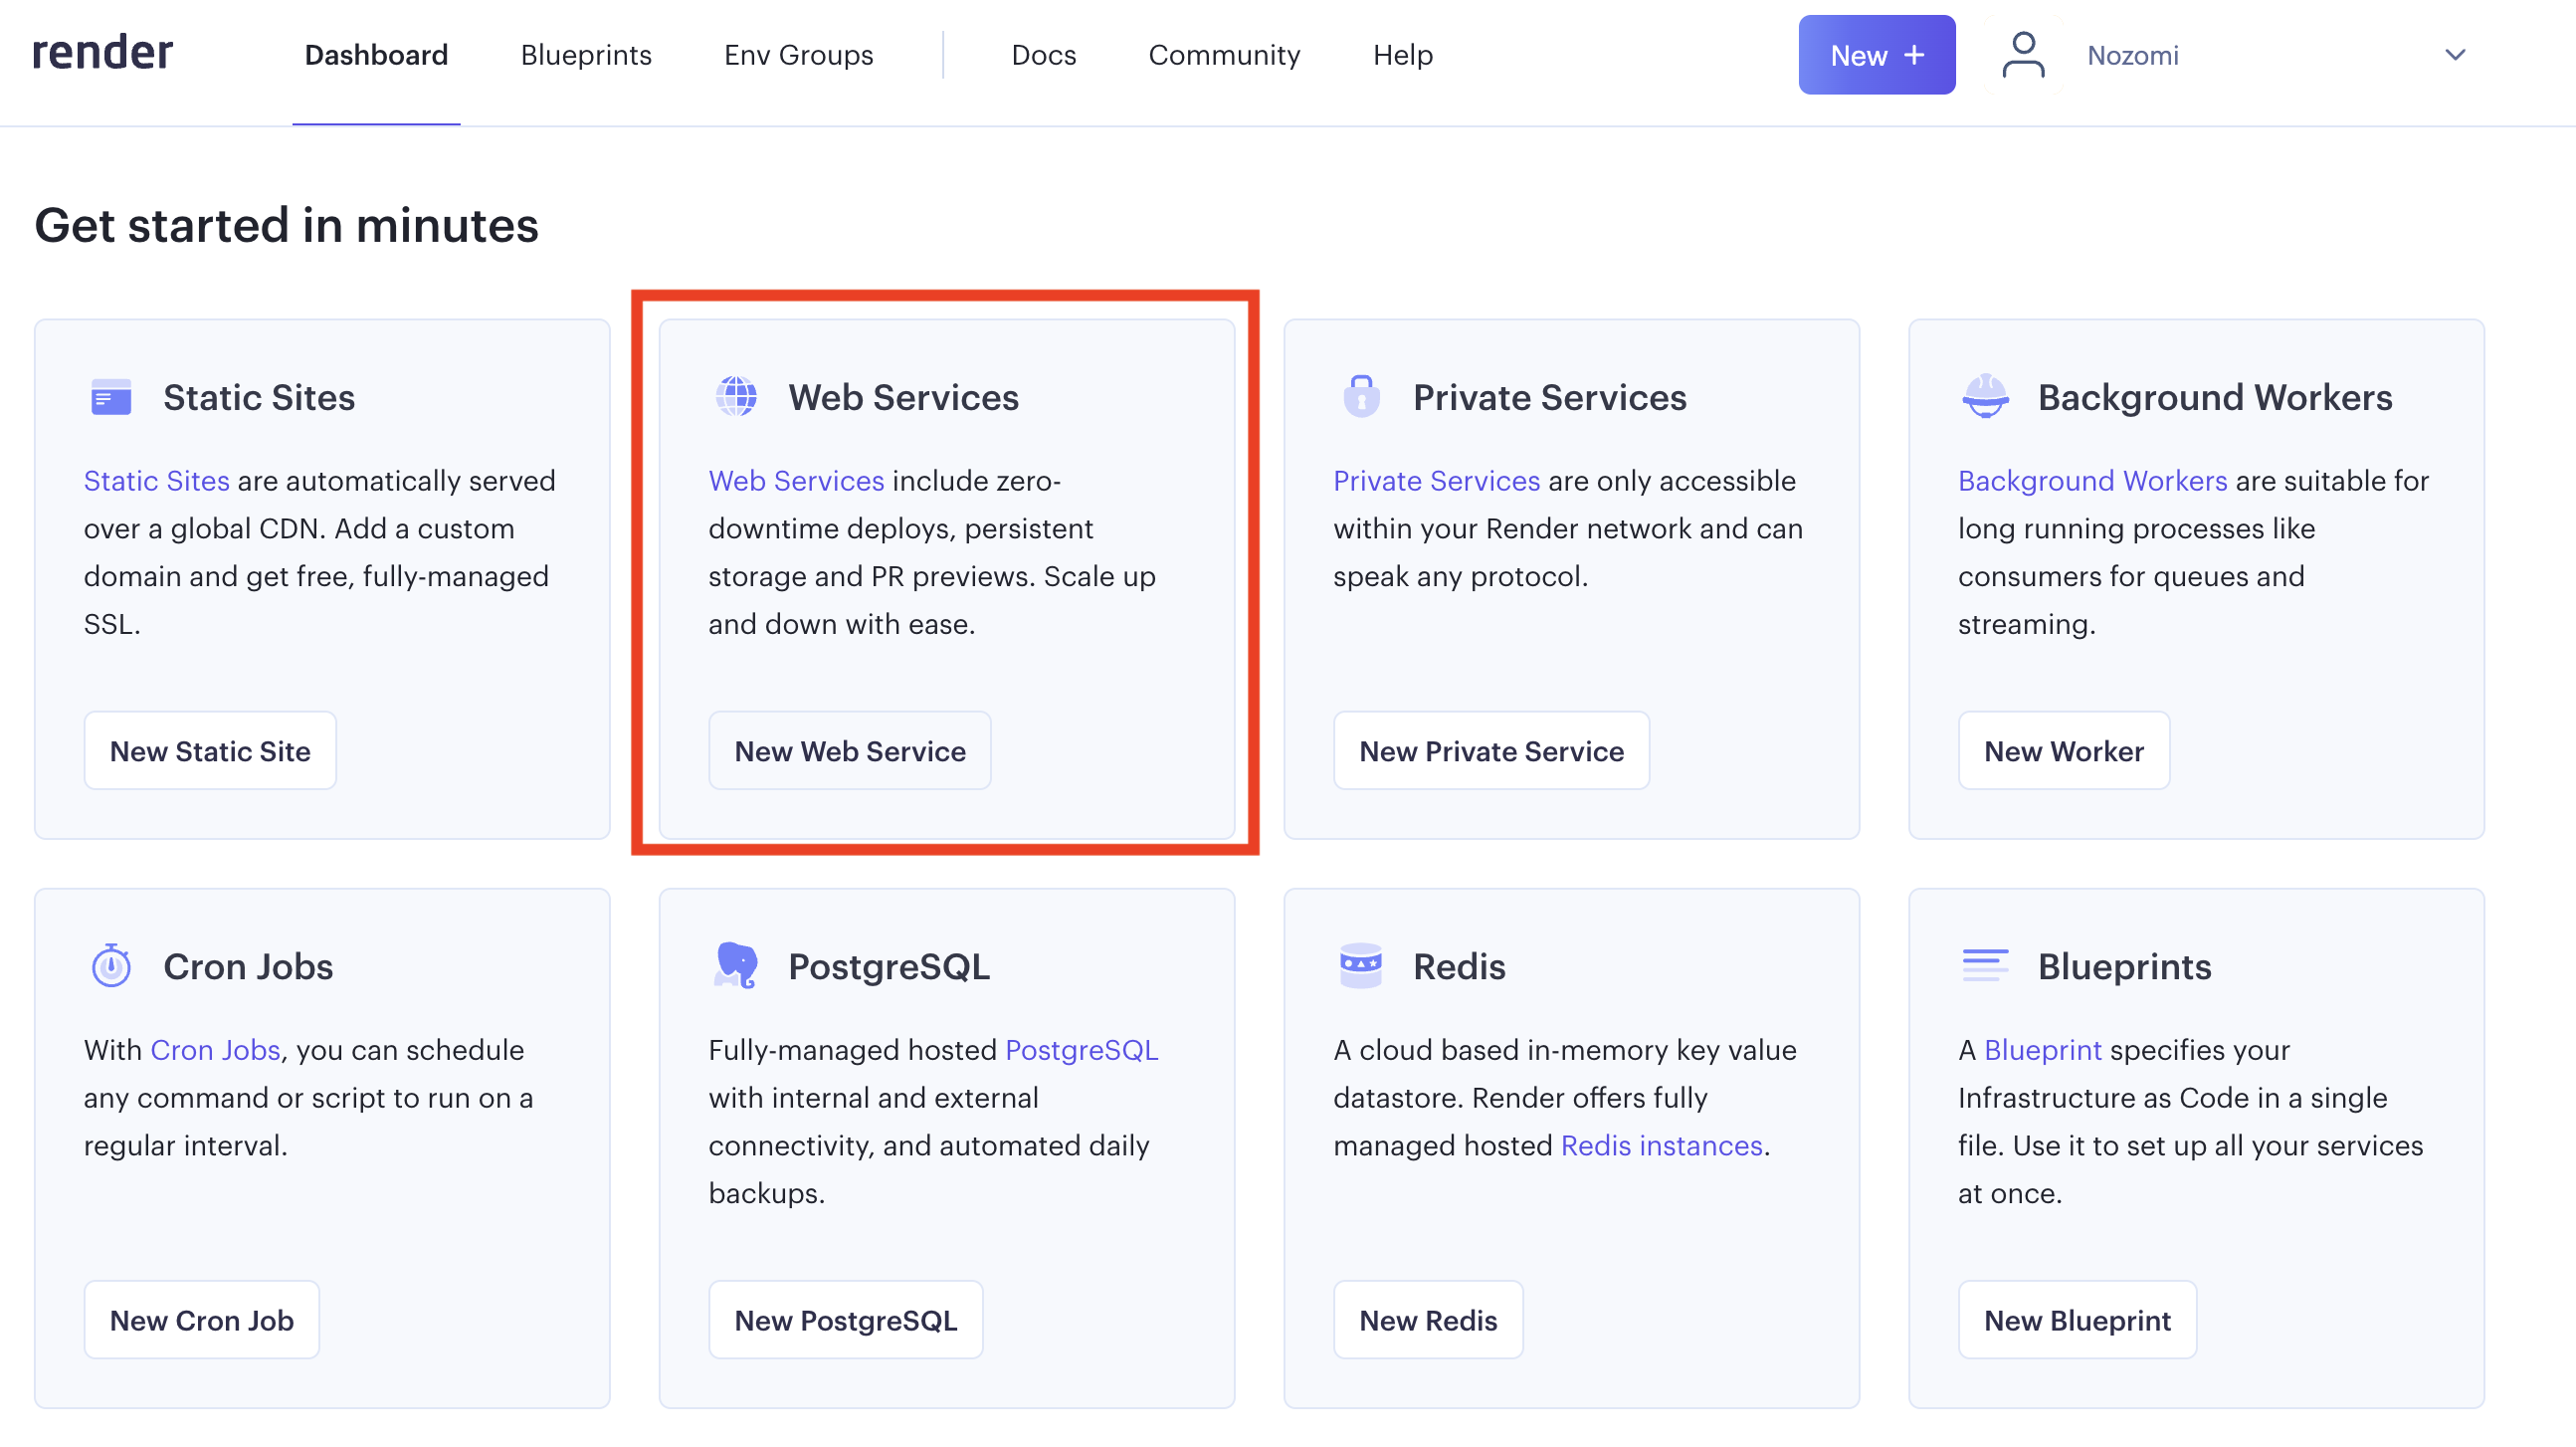 render
Dashboard
Blueprints
Env Groups
Docs
Community
Help
New +
Nozomi
Get started in minutes
Static Sites
Static Sites are automatically served
over a global CDN. Add a custom
domain and get free, fully-managed
SSL.
New Static Site
Web Services
Web Services include zero-
downtime deploys, persistent
storage and PR previews. Scale up
and down with ease.
New Web Service
Private Services
Private Services are only accessible
within your Render network and can
speak any protocol.
New Private Service
Background Workers
Background Workers are suitable for
long running processes like
consumers for queues and
streaming.
New Worker
Cron Jobs
With Cron Jobs, you can schedule
any command or script to run on a
regular interval.
New Cron Job
PostgreSQL
Fully-managed hosted PostgreSQL
with internal and external
connectivity, and automated daily
backups.
New PostgreSQL
Redis
A cloud based in-memory key value
datastore. Render offers fully
managed hosted Redis instances.
New Redis
Blueprints
A Blueprint specifies your
Infrastructure as Code in a single
file. Use it to set up all your services
at once.
New Blueprint